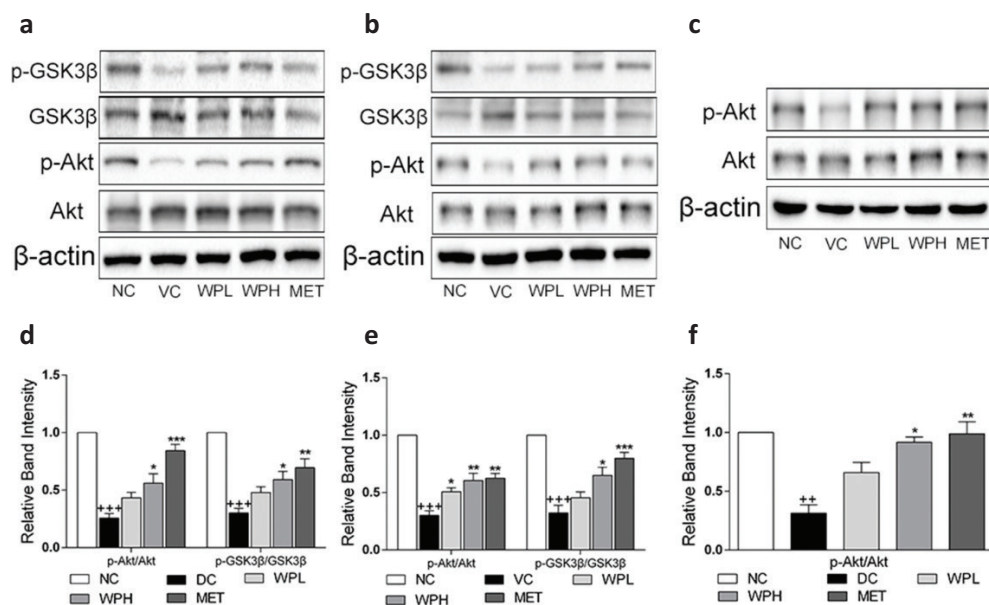 a
p-GSK3β
GSK3β
p-Akt
Akt
β-actin
NC VC WPL WPH MET
b
p-GSK3β
GSK3β
p-Akt
Akt
β-actin
NC VC WPL WPH MET
c
p-Akt
Akt
β-actin
NC VC WPL WPH MET
d
Relative Band Intensity
1.5
1.0
0.5
0.0
+++ * *** +++ * **
p-Akt/Akt p-GSK3β/GSK3β
NC DC WPL
WPH MET
e
Relative Band Intensity
1.5
1.0
0.5
0.0
+++ * ** ** +++ * ***
p-Akt/Akt p-GSK3β/GSK3β
NC VC WPL
WPH MET
f
Relative Band Intensity
1.5
1.0
0.5
0.0
++ * **
p-Akt/Akt
NC DC WPL
WPH MET